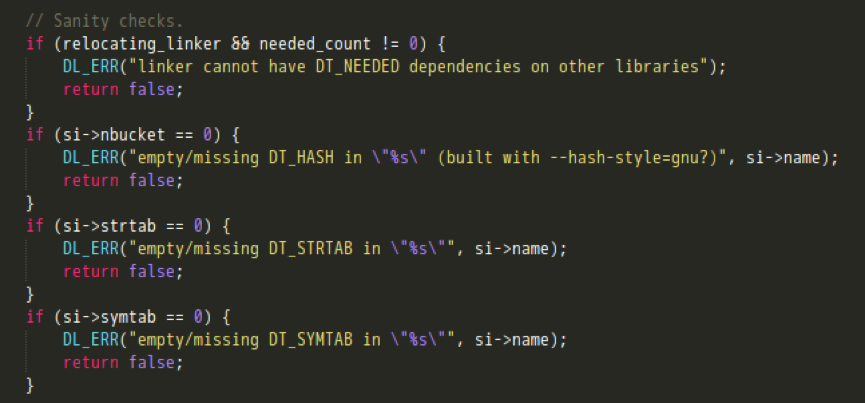 // Sanity checks.
if (relocating_linker && needed_count != 0) {
    DL_ERR("linker cannot have DT_NEEDED dependencies on other libraries");
    return false;
}
if (si->nbucket == 0) {
    DL_ERR("empty/missing DT_HASH in \"%s\" (built with --hash-style=gnu?)", si->name);
    return false;
}
if (si->strtab == 0) {
    DL_ERR("empty/missing DT_STRTAB in \"%s\"", si->name);
    return false;
}
if (si->symtab == 0) {
    DL_ERR("empty/missing DT_SYMTAB in \"%s\"", si->name);
    return false;
}